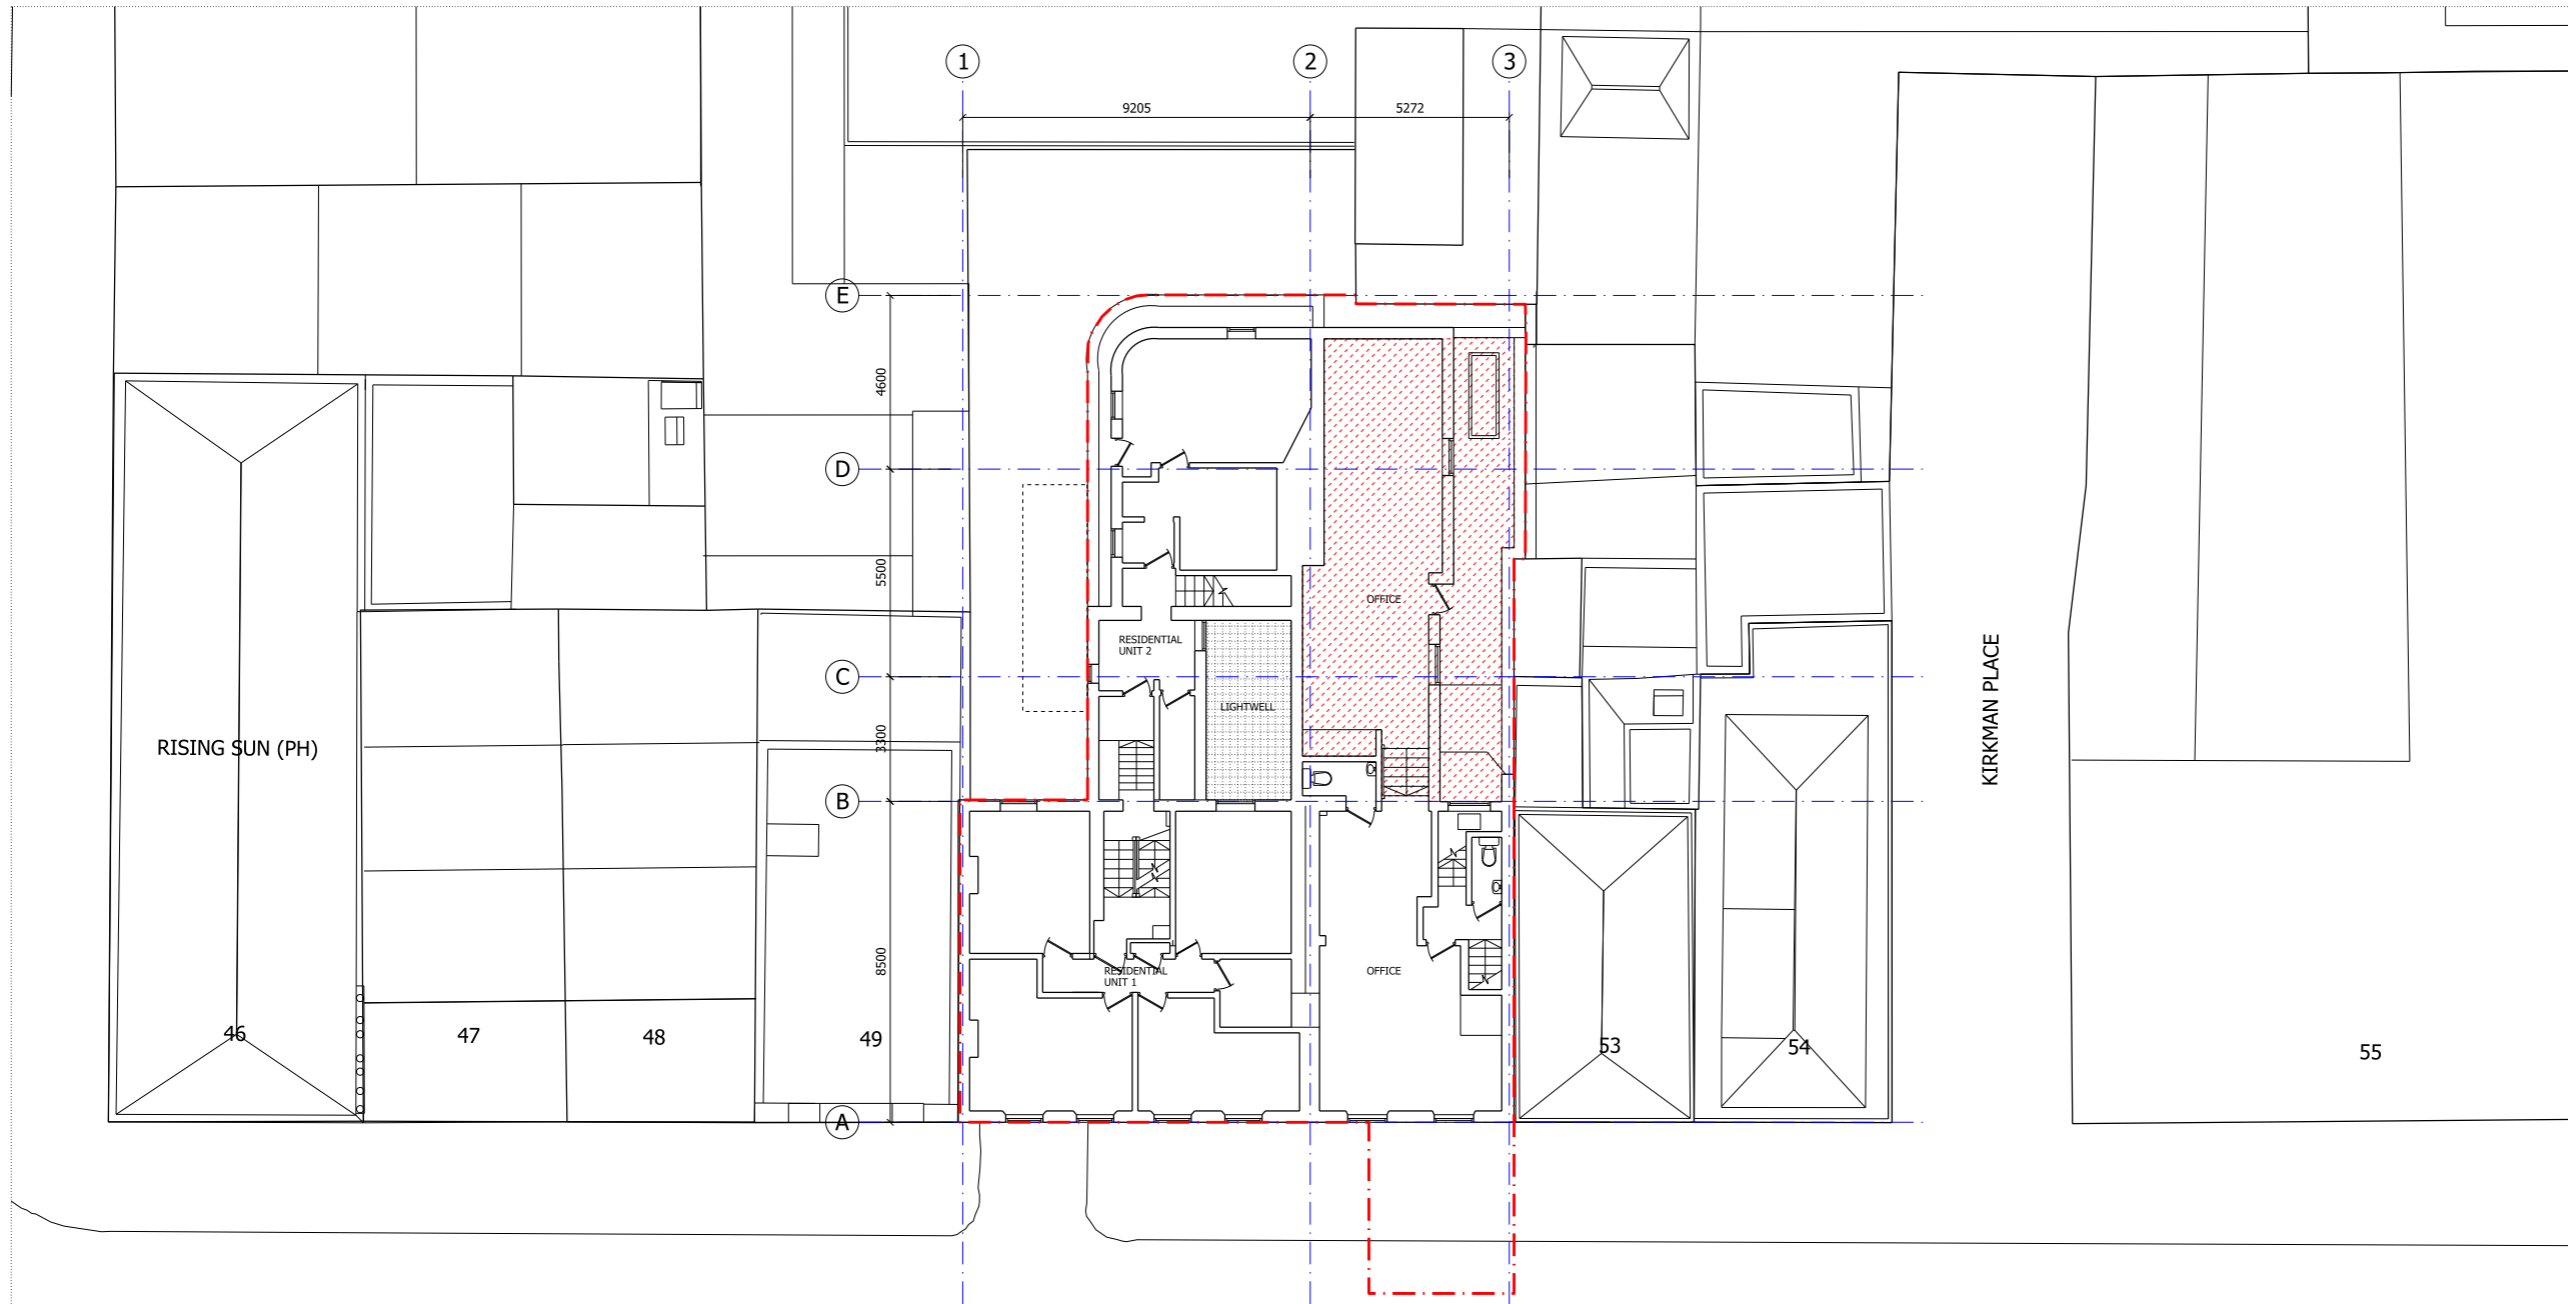 1
2
3
9205
5272
E
4600
D
5500
OFFICE
RESIDENTIAL
UNIT 2
C
LIGHTWELL
3300
RISING SUN (PH)
KIRKMAN PLACE
B
8500
RESIDENTIAL
UNIT 1
OFFICE
46
47
48
49
53
54
55
A